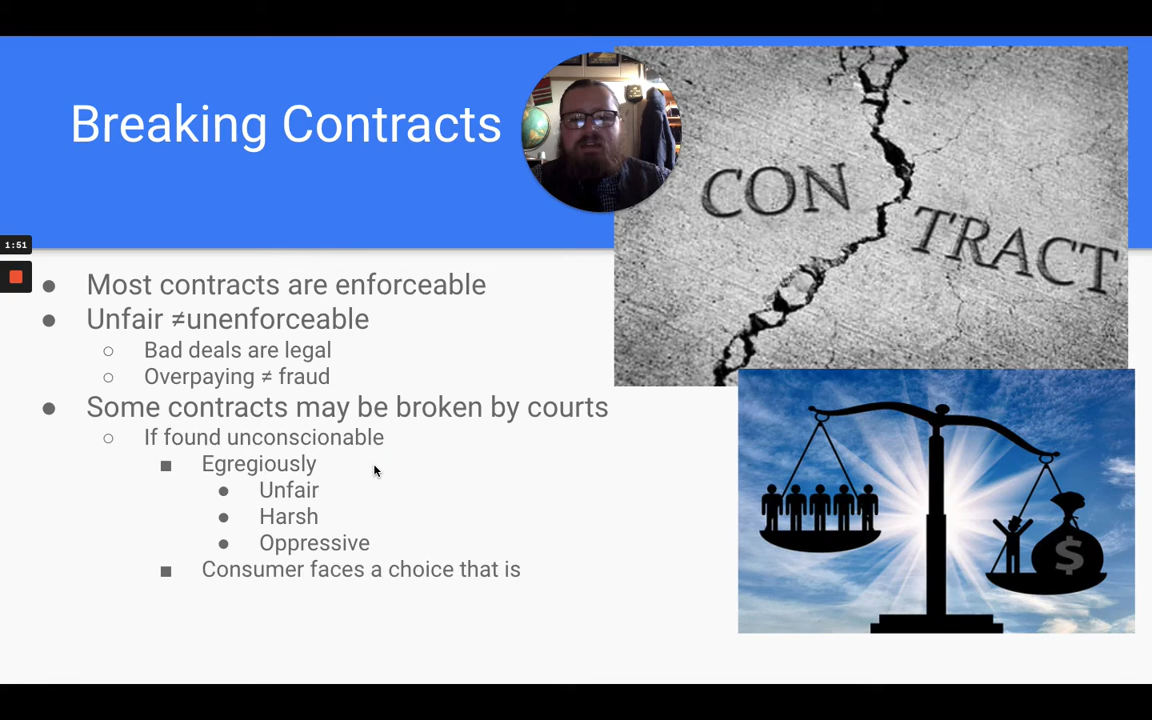 Breaking Contracts
CON
TRACT
1:51
● Most contracts are enforceable
● Unfair ≠unenforceable
○ Bad deals are legal
○ Overpaying ≠ fraud
● Some contracts may be broken by courts
○ If found unconscionable
■ Egregiously
● Unfair
● Harsh
● Oppressive
■ Consumer faces a choice that is
$